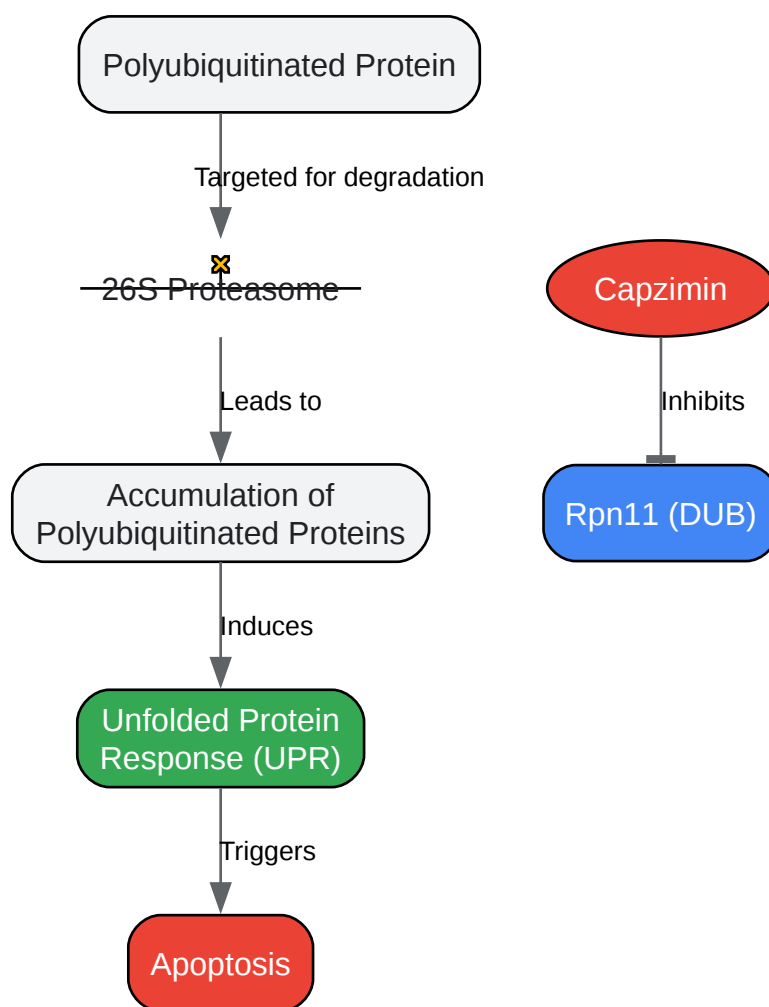 Polyubiquitinated Protein
Targeted for degradation
26S Proteasome
Capzimin
Leads to
Inhibits
Accumulation of
Polyubiquitinated Proteins
Rpn11 (DUB)
Induces
Unfolded Protein
Response (UPR)
Triggers
Apoptosis